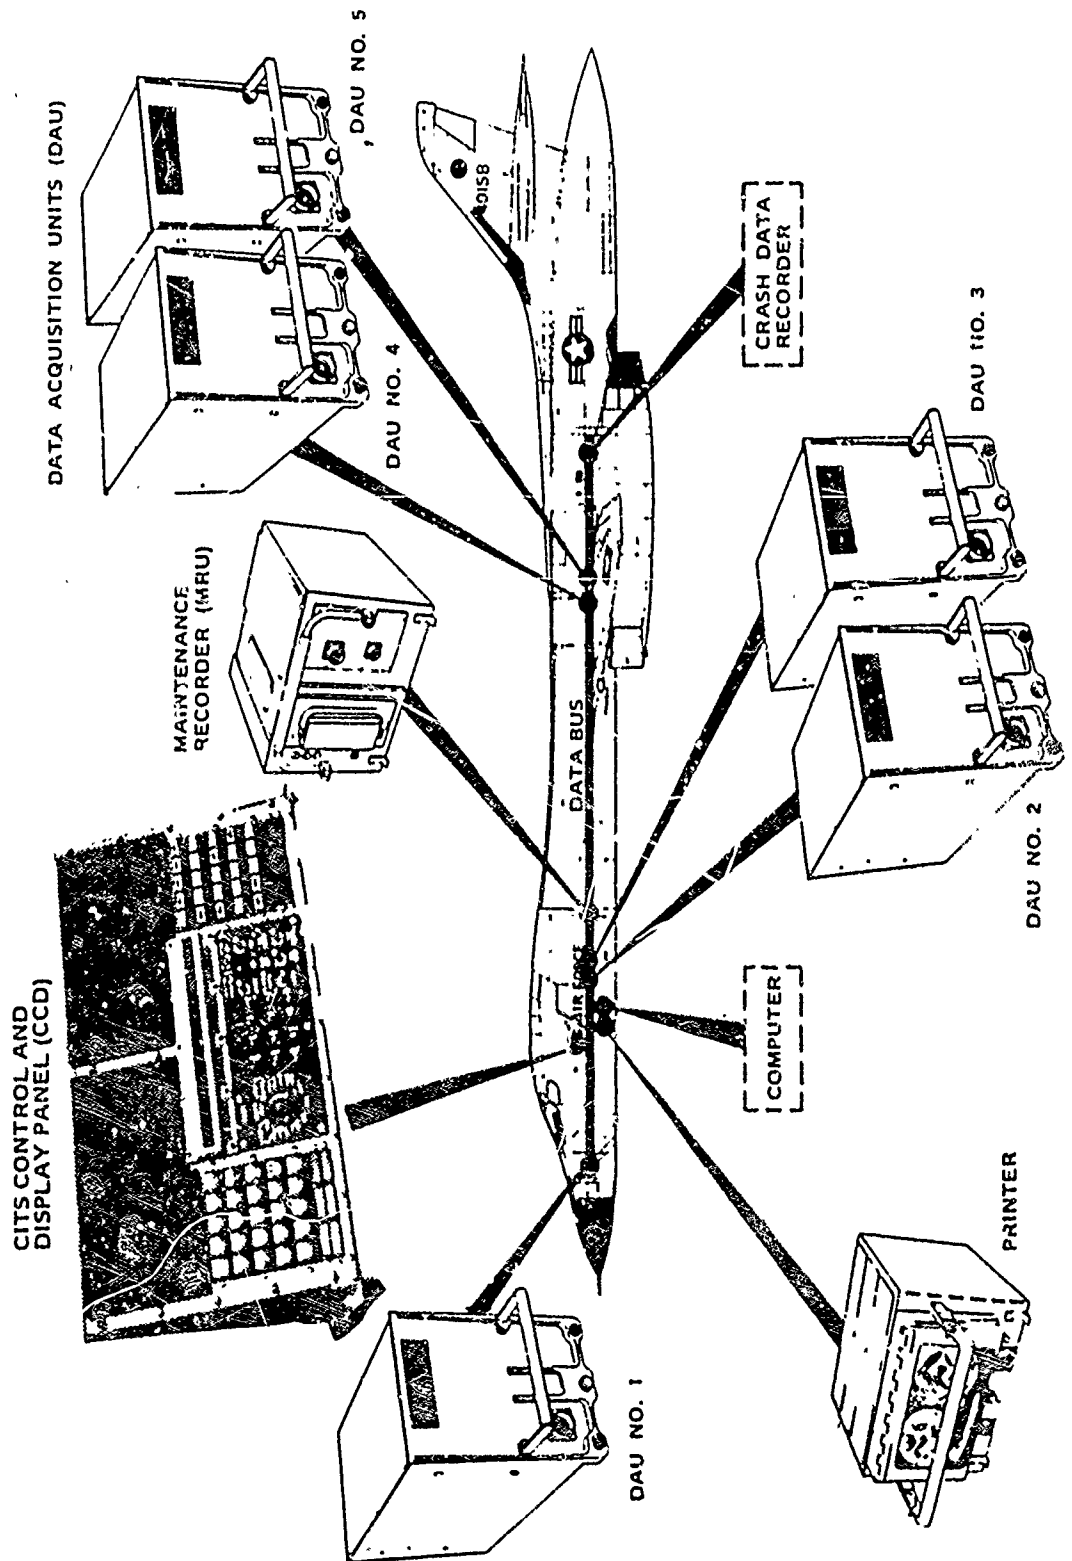 CITS CONTROL AND
DISPLAY PANEL (CCD)
MAINTENANCE
RECORDER (MRU)
DATA ACQUISITION UNITS (DAU)
DAU NO. 1
DAU NO. 4
DAU NO. 5
AIR FORCE
DATA BUS
40158
PRINTER
COMPUTER
DAU NO. 2
DAU NO. 3
CRASH DATA
RECORDER